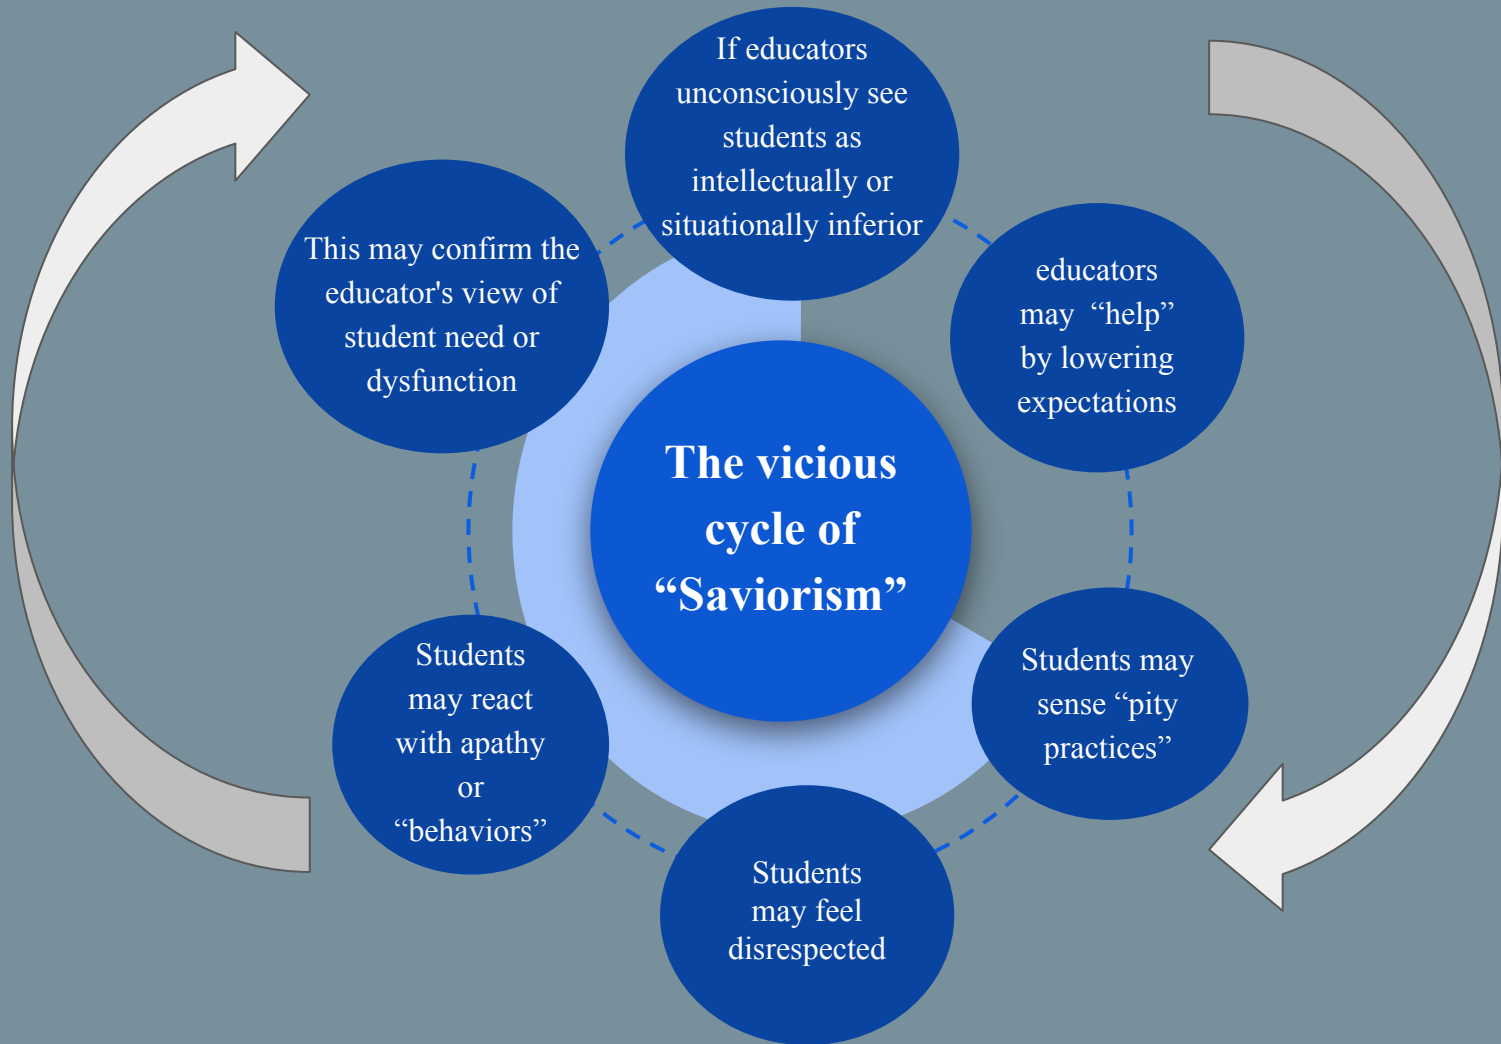 The vicious
cycle of
“Saviorism”
If educators
unconsciously see
students as
intellectually or
situationally inferior
educators
may “help”
by lowering
expectations
Students may
sense “pity
practices”
Students
may feel
disrespected
Students
may react
with apathy
or
“behaviors”
This may confirm the
educator's view of
student need or
dysfunction